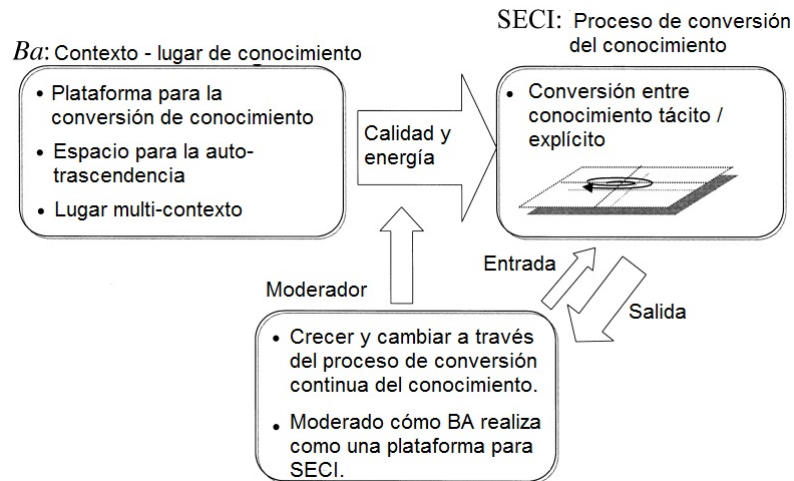 Ba: Contexto - lugar de conocimiento
• Plataforma para la
conversión de conocimiento
• Espacio para la auto-
trascendencia
• Lugar multi-contexto
Calidad y
energía
SECI: Proceso de conversión
del conocimiento
• Conversión entre
conocimiento tácito /
explícito
Entrada
Salida
Moderador
• Crecer y cambiar a través
del proceso de conversión
continua del conocimiento.
• Moderado cómo BA realiza
como una plataforma para
SECI.